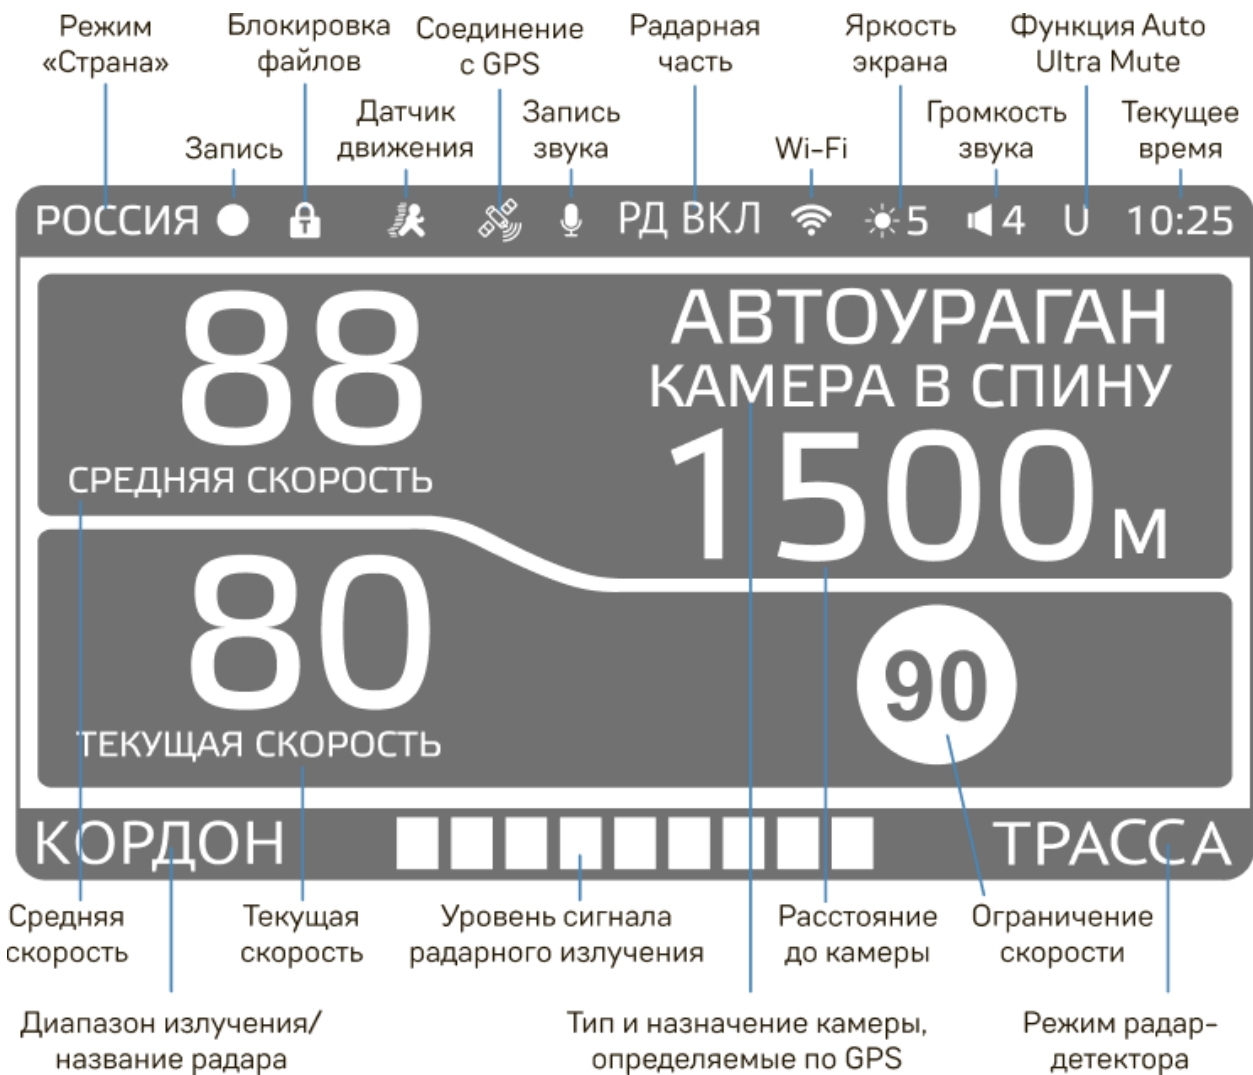 Режим
«Страна»
Блокировка
файлов
Соединение
с GPS
Радарная
часть
Яркость
экрана
Функция Auto
Ultra Mute
Запись
Датчик
движения
Запись
звука
Wi-Fi
Громкость
звука
Текущее
время
РОССИЯ РД ВКЛ 5 4 U 10:25
88
СРЕДНЯЯ СКОРОСТЬ
АВТОУРАГАН
КАМЕРА В СПИНУ
1500 м
80
ТЕКУЩАЯ СКОРОСТЬ
90
КОРДОН ТРАССА
Средняя
скорость
Текущая
скорость
Уровень сигнала
радарного излучения
Расстояние
до камеры
Ограничение
скорости
Диапазон излучения/
название радара
Тип и назначение камеры,
определяемые по GPS
Режим радар-
детектора